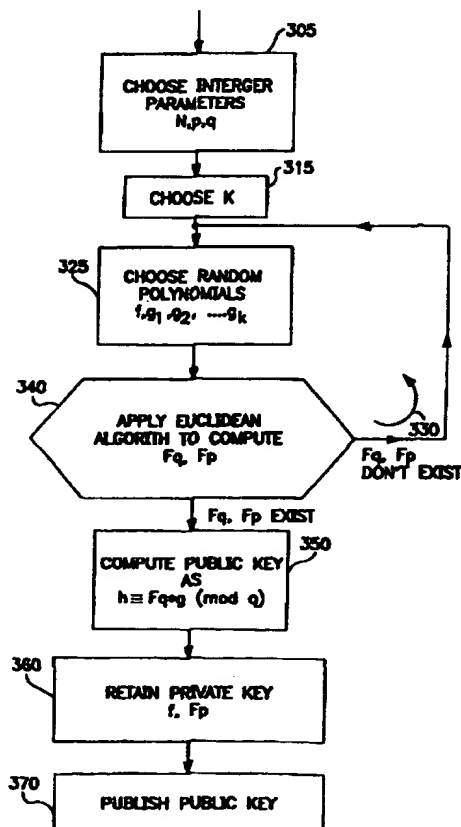 305
CHOOSE INTERGER
PARAMETERS
N,p,q
315
CHOOSE K
325
CHOOSE RANDOM
POLYNOMIALS
f,g1,g2, ....gk
340
APPLY EUCLIDEAN
ALGORITH TO COMPUTE
Fq, Fp
330
Fq, Fp
DON'T EXIST
Fq, Fp EXIST
350
COMPUTE PUBLIC KEY
AS
h ≡ Fq*g (mod q)
360
RETAIN PRIVATE KEY
f, Fp
370
PUBLISH PUBLIC KEY